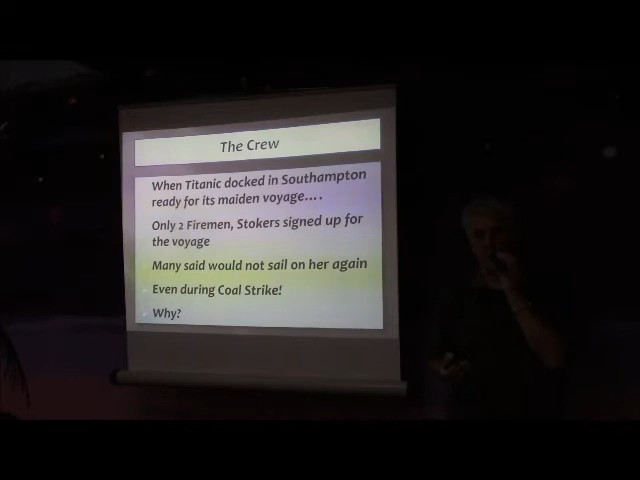 The Crew
When Titanic docked in Southampton
ready for its maiden voyage....
Only 2 Firemen, Stokers signed up for
the voyage
Many said would not sail on her again
Even during Coal Strike!
Why?